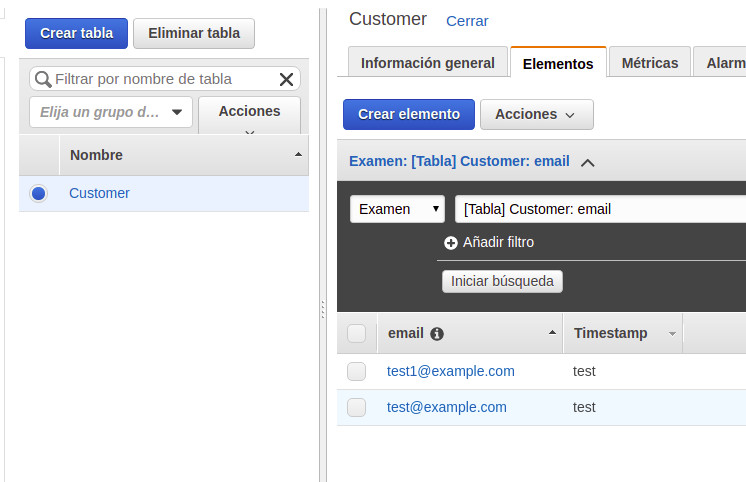 Crear tabla
Eliminar tabla
Filtrar por nombre de tabla
Elija un grupo d...
Acciones
Nombre
Customer
Customer Cerrar
Información general
Elementos
Métricas
Alarm
Crear elemento
Acciones
Examen: [Tabla] Customer: email
Examen
[Tabla] Customer: email
Añadir filtro
Iniciar búsqueda
email
Timestamp
test1@example.com test
test@example.com test